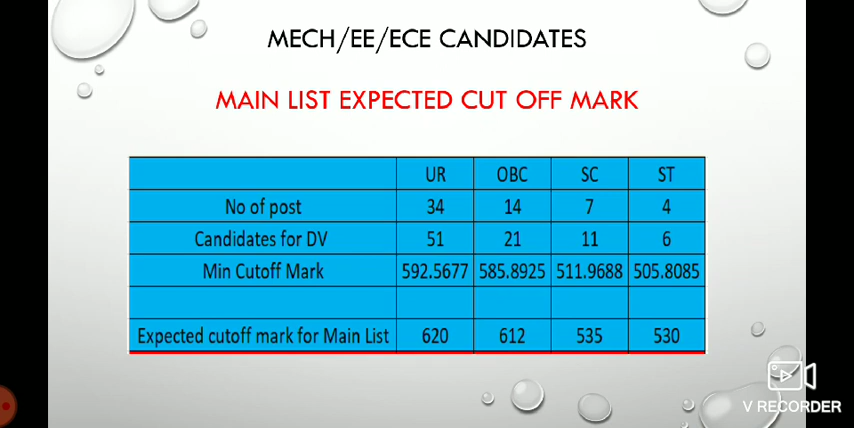 MECH/EE/ECE CANDIDATES
MAIN LIST EXPECTED CUT OFF MARK
UR OBC SC ST
No of post 34 14 7 4
Candidates for DV 51 21 11 6
Min Cutoff Mark 592.5677 585.8925 511.9688 505.8085
Expected cutoff mark for Main List 620 612 535 530
V RECORDER